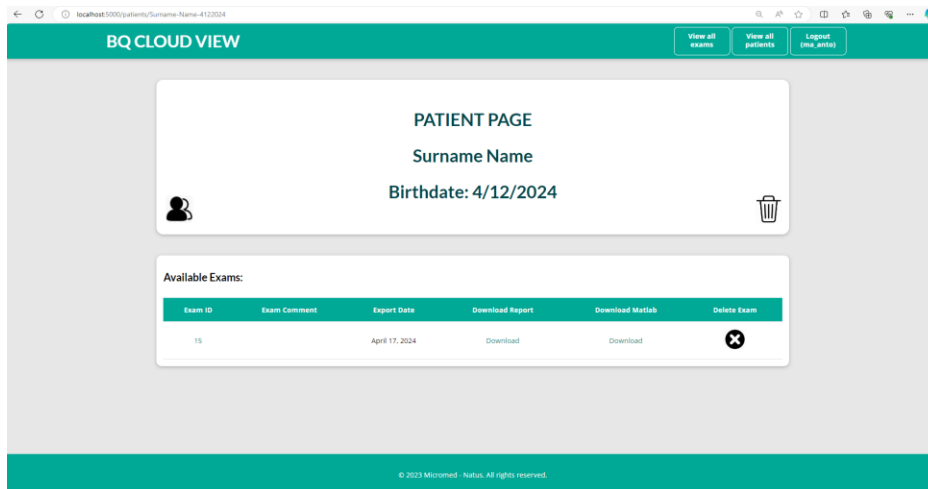 localhost:5000/patients/Surname-Name-4122024
BQ CLOUD VIEW
View all
exams
View all
patients
Logout
(ma_anto)
PATIENT PAGE
Surname Name
Birthdate: 4/12/2024
Available Exams:
Exam ID Exam Comment Export Date Download Report Download Matlab Delete Exam
15 April 17, 2024 Download Download
© 2023 Micromed - Natus. All rights reserved.